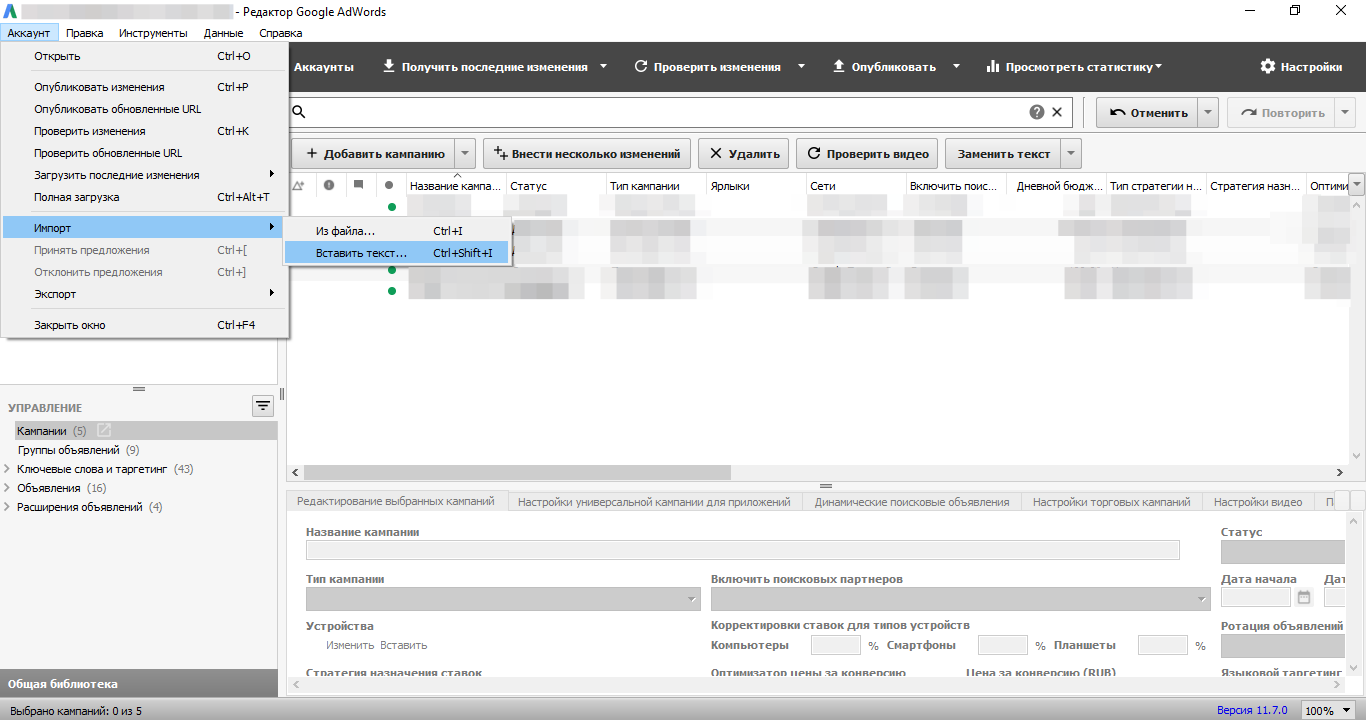 - Редактор Google AdWords
Аккаунт Правка Инструменты Данные Справка
Открыть Ctrl+O
Опубликовать изменения Ctrl+P
Опубликовать обновленные URL
Проверить изменения Ctrl+K
Проверить обновленные URL
Загрузить последние изменения
Полная загрузка Ctrl+Alt+T
Импорт
Принять предложения Ctrl+[
Отклонить предложения Ctrl+]
Экспорт
Закрыть окно Ctrl+F4
Из файла... Ctrl+I
Вставить текст... Ctrl+Shift+I
Аккаунты Получить последние изменения Проверить изменения Опубликовать Просмотреть статистику Настройки
Отменить Повторить
Добавить кампанию Внести несколько изменений Удалить Проверить видео Заменить текст
Название кампа... Статус Тип кампании Ярлыки Сети Включить поис... Дневной бюдж... Тип стратегии н... Стратегия назн... Оптими
УПРАВЛЕНИЕ
Кампании (5)
Группы объявлений (9)
Ключевые слова и таргетинг (43)
Объявления (16)
Расширения объявлений (4)
Общая библиотека
Редактирование выбранных кампаний Настройки универсальной кампании для приложений Динамические поисковые объявления Настройки торговых кампаний Настройки видео П
Название кампании Статус
Тип кампании Включить поисковых партнеров Дата начала Дат
Устройства Корректировки ставок для типов устройств Ротация объявлений
Изменить Вставить Компьютеры % Смартфоны % Планшеты %
Стратегия назначения ставок Оптимизатор цены за конверсию Цена за конверсию (RUB) Языковой таргетинг
Выбрано кампаний: 0 из 5 Версия 11.7.0 100%